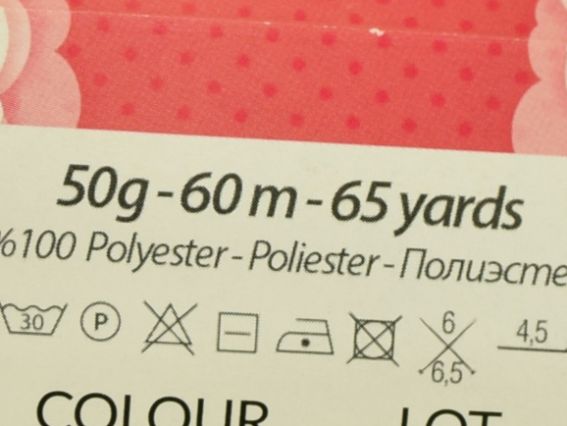 50g - 60 m - 65 yards
%100 Polyester - Poliester - Полиэсте
30 P 6 4,5
6,5
COLOUR LOT